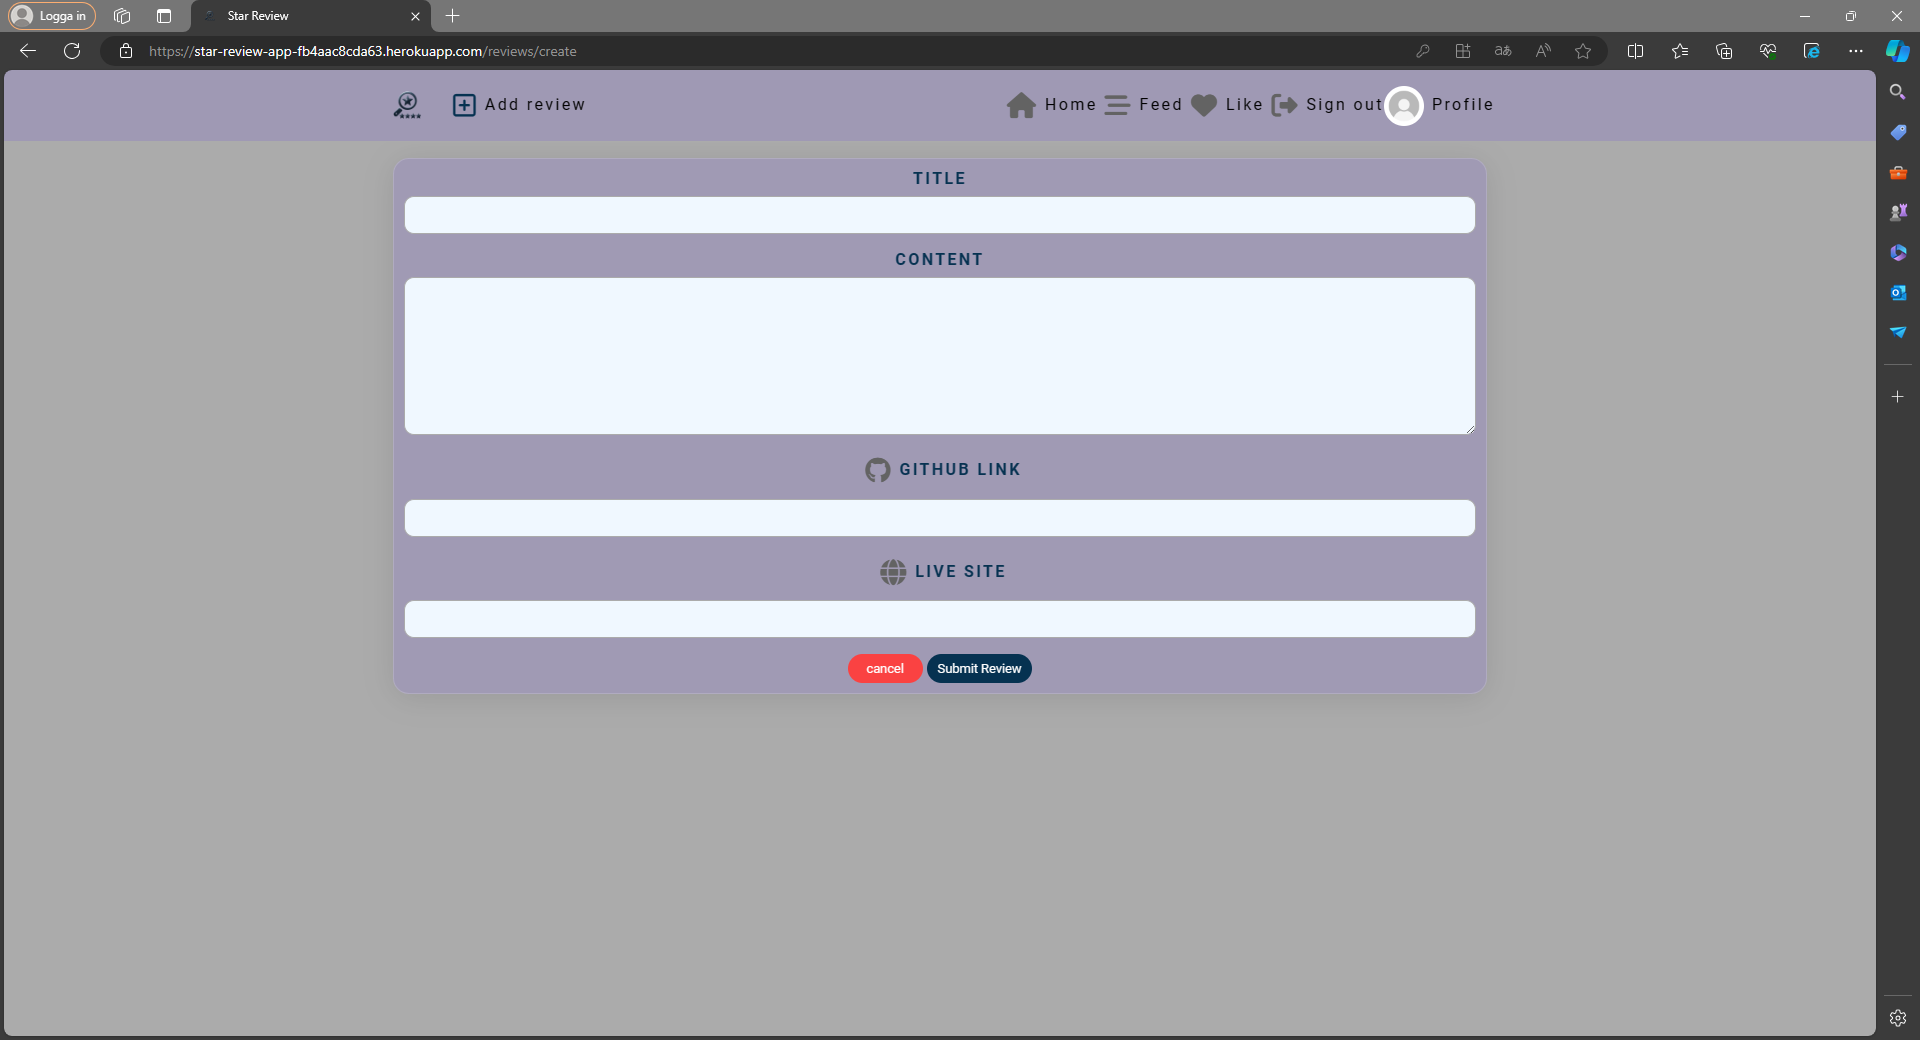 Logga in
Star Review
https://star-review-app-fb4aac8cda63.herokuapp.com/reviews/create
Add review
Home
Feed
Like
Sign out
Profile
TITLE
CONTENT
GITHUB LINK
LIVE SITE
cancel
Submit Review